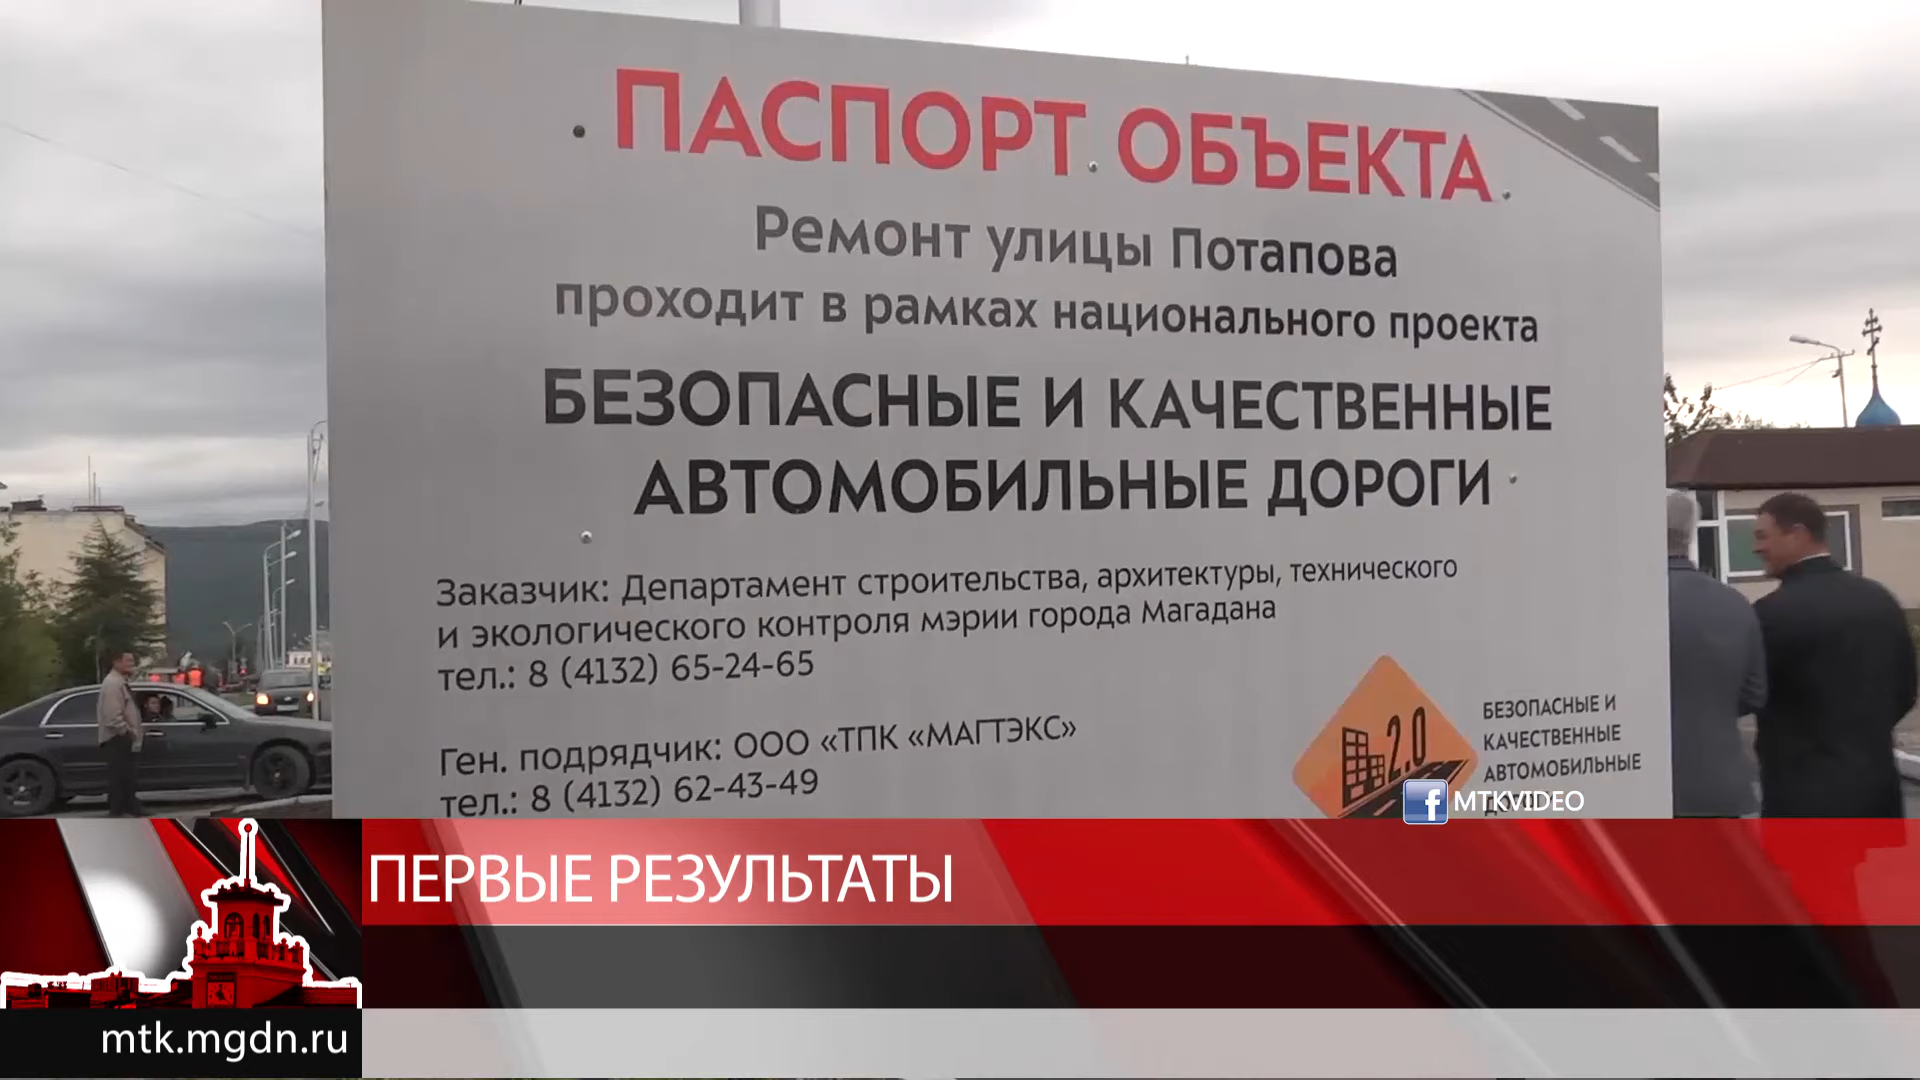 ПАСПОРТ ОБЪЕКТА
Ремонт улицы Потапова
проходит в рамках национального проекта
БЕЗОПАСНЫЕ И КАЧЕСТВЕННЫЕ
АВТОМОБИЛЬНЫЕ ДОРОГИ
Заказчик: Департамент строительства, архитектуры, технического
и экологического контроля мэрии города Магадана
тел.: 8 (4132) 65-24-65
Ген. подрядчик: ООО «ТПК «МАГТЭКС»
тел.: 8 (4132) 62-43-49
2.0
БЕЗОПАСНЫЕ И
КАЧЕСТВЕННЫЕ
АВТОМОБИЛЬНЫЕ
f MTKVIDEO
ПЕРВЫЕ РЕЗУЛЬТАТЫ
mtk.mgdn.ru